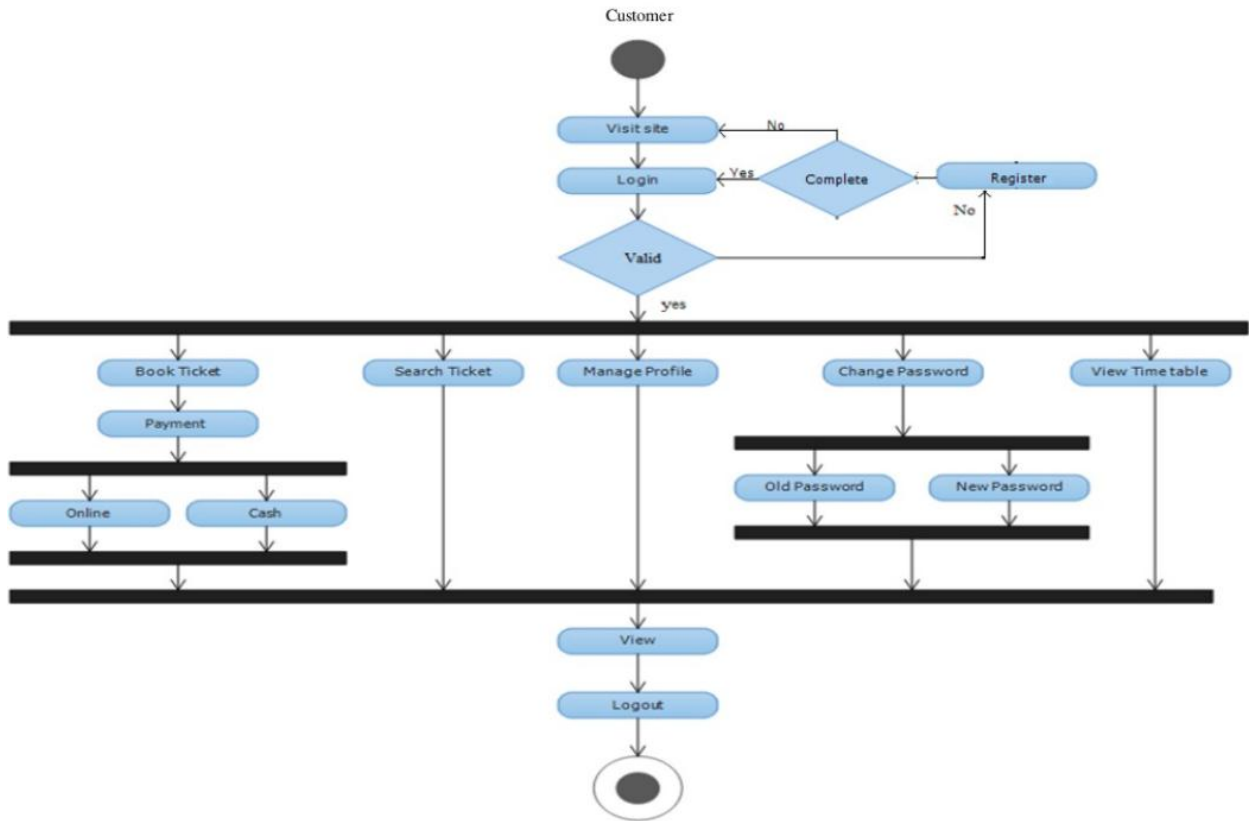 Customer
Visit site
No
Login
Yes
Complete
Register
No
Valid
yes
Book Ticket
Search Ticket
Manage Profile
Change Password
View Time table
Payment
Online
Cash
Old Password
New Password
View
Logout